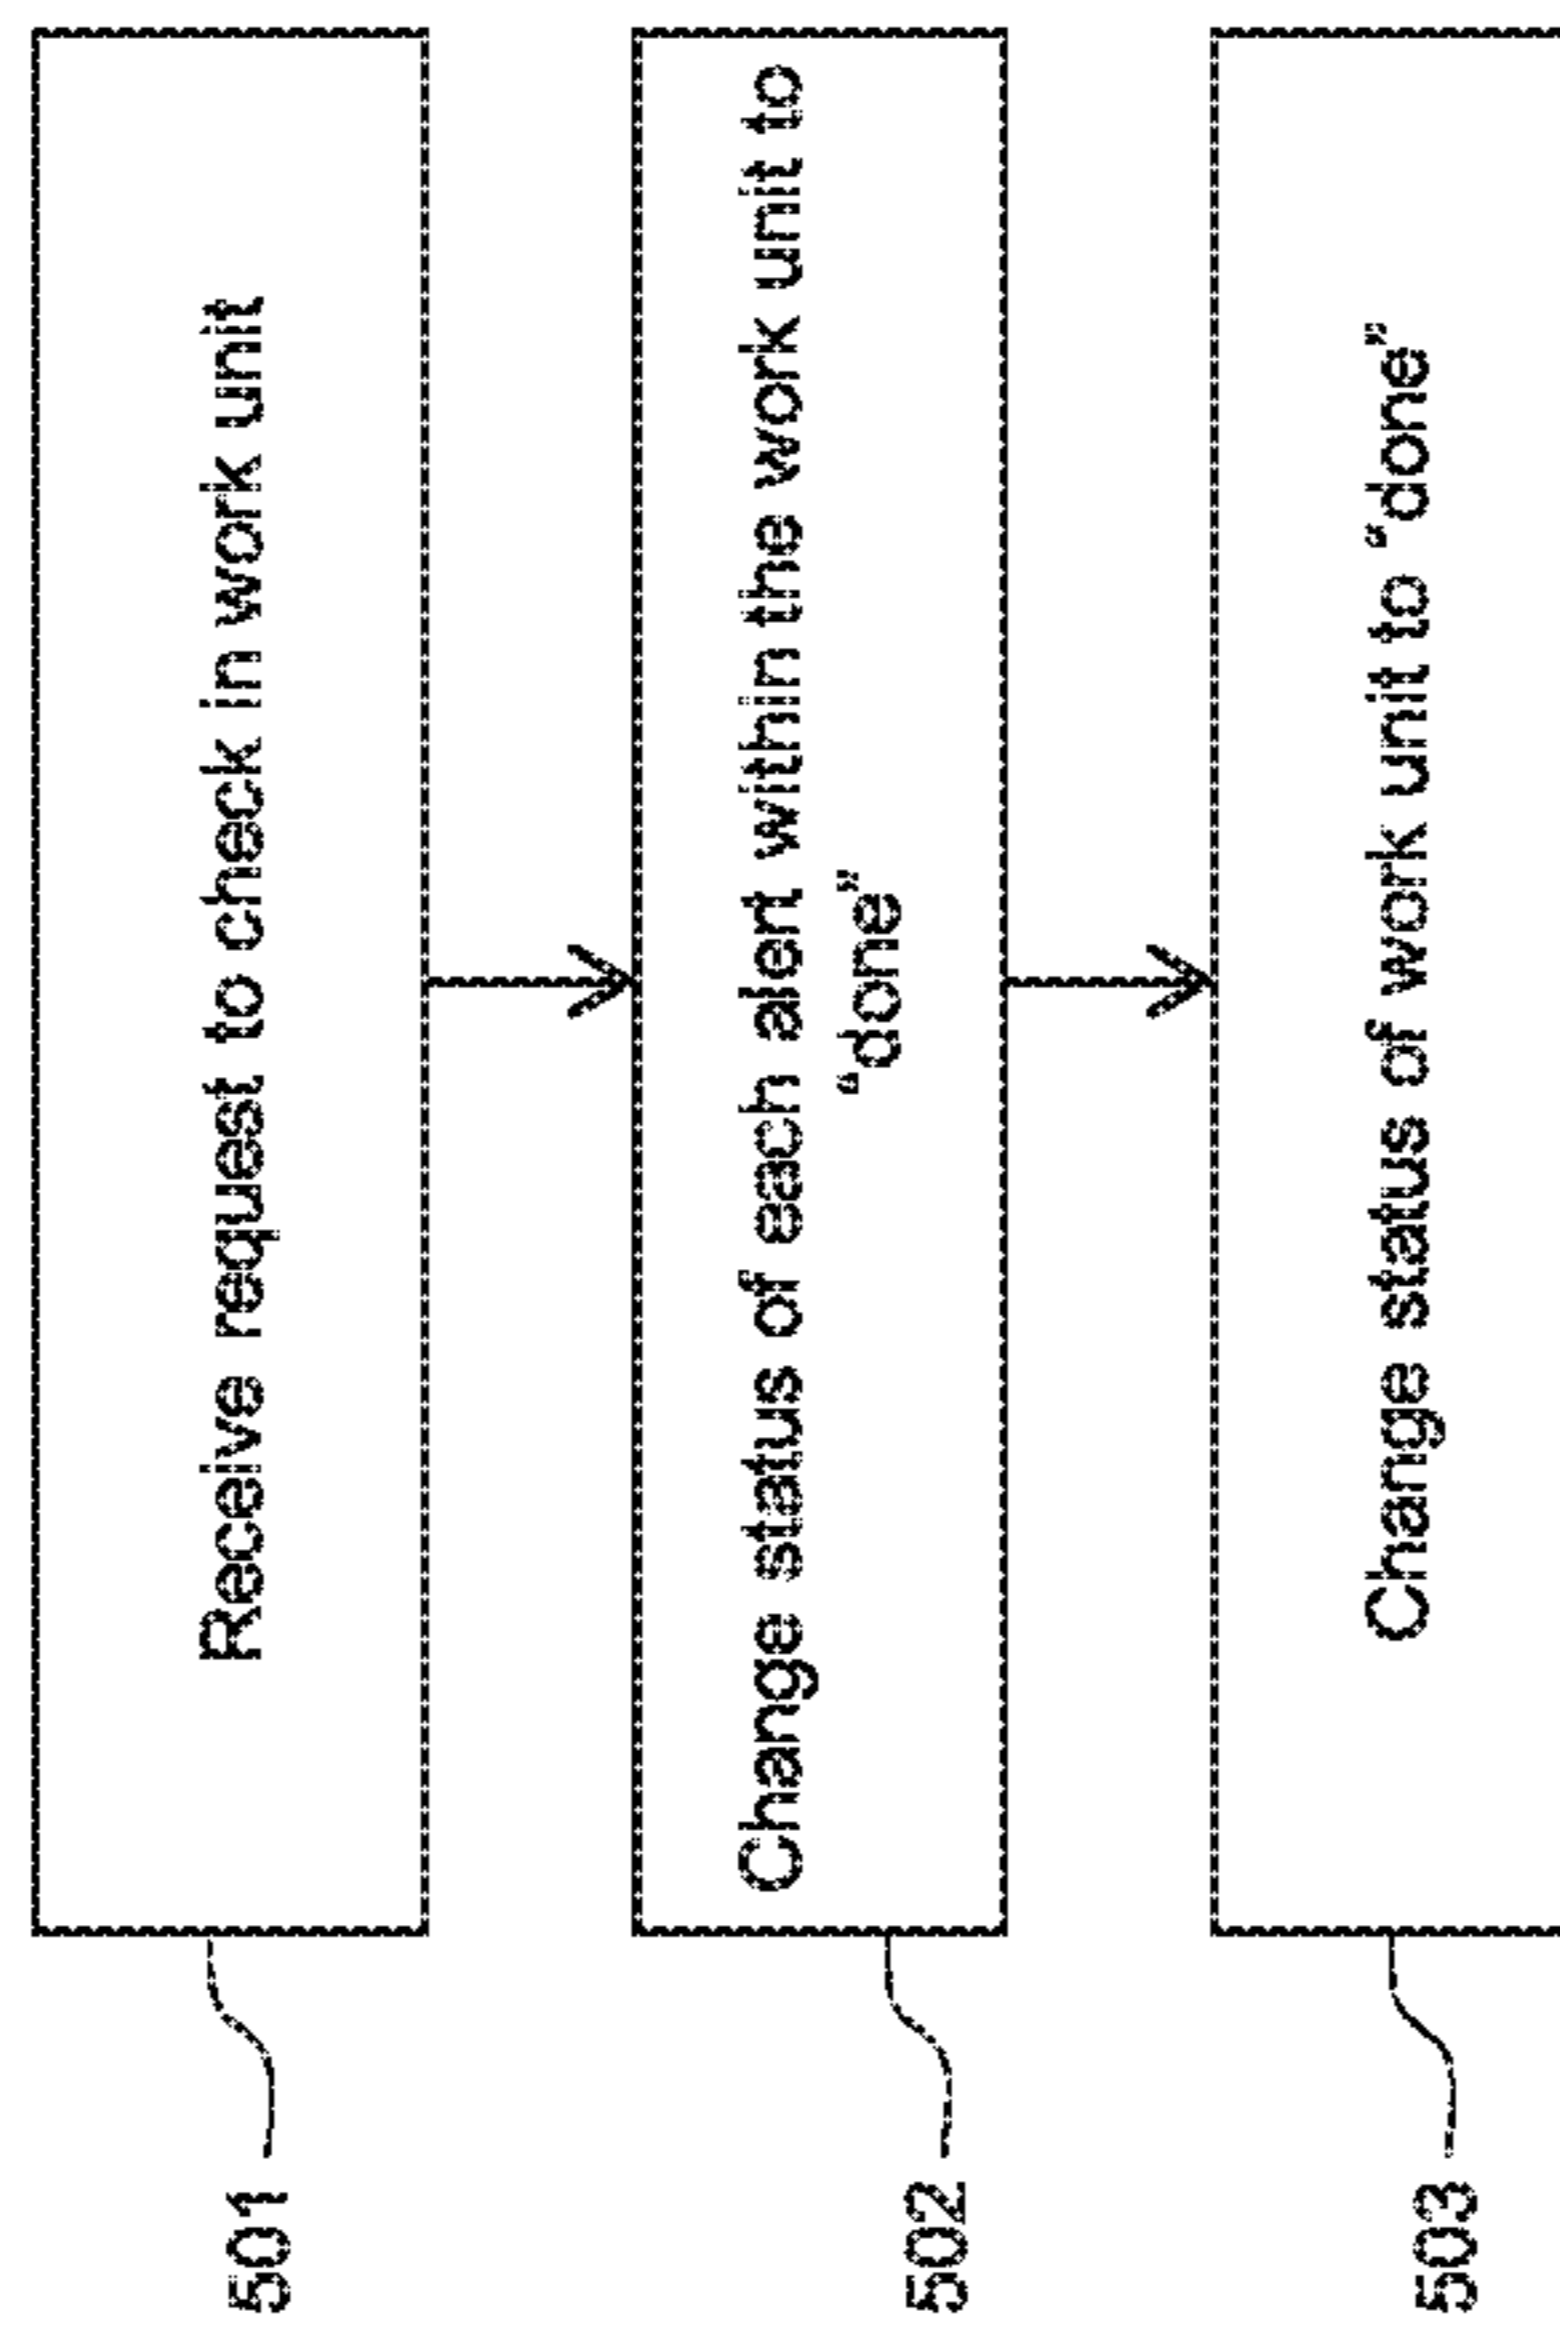 501
Receive request to check in work unit
502
Change status of each alert within the work unit to
“done”
503
Change status of work unit to “done”